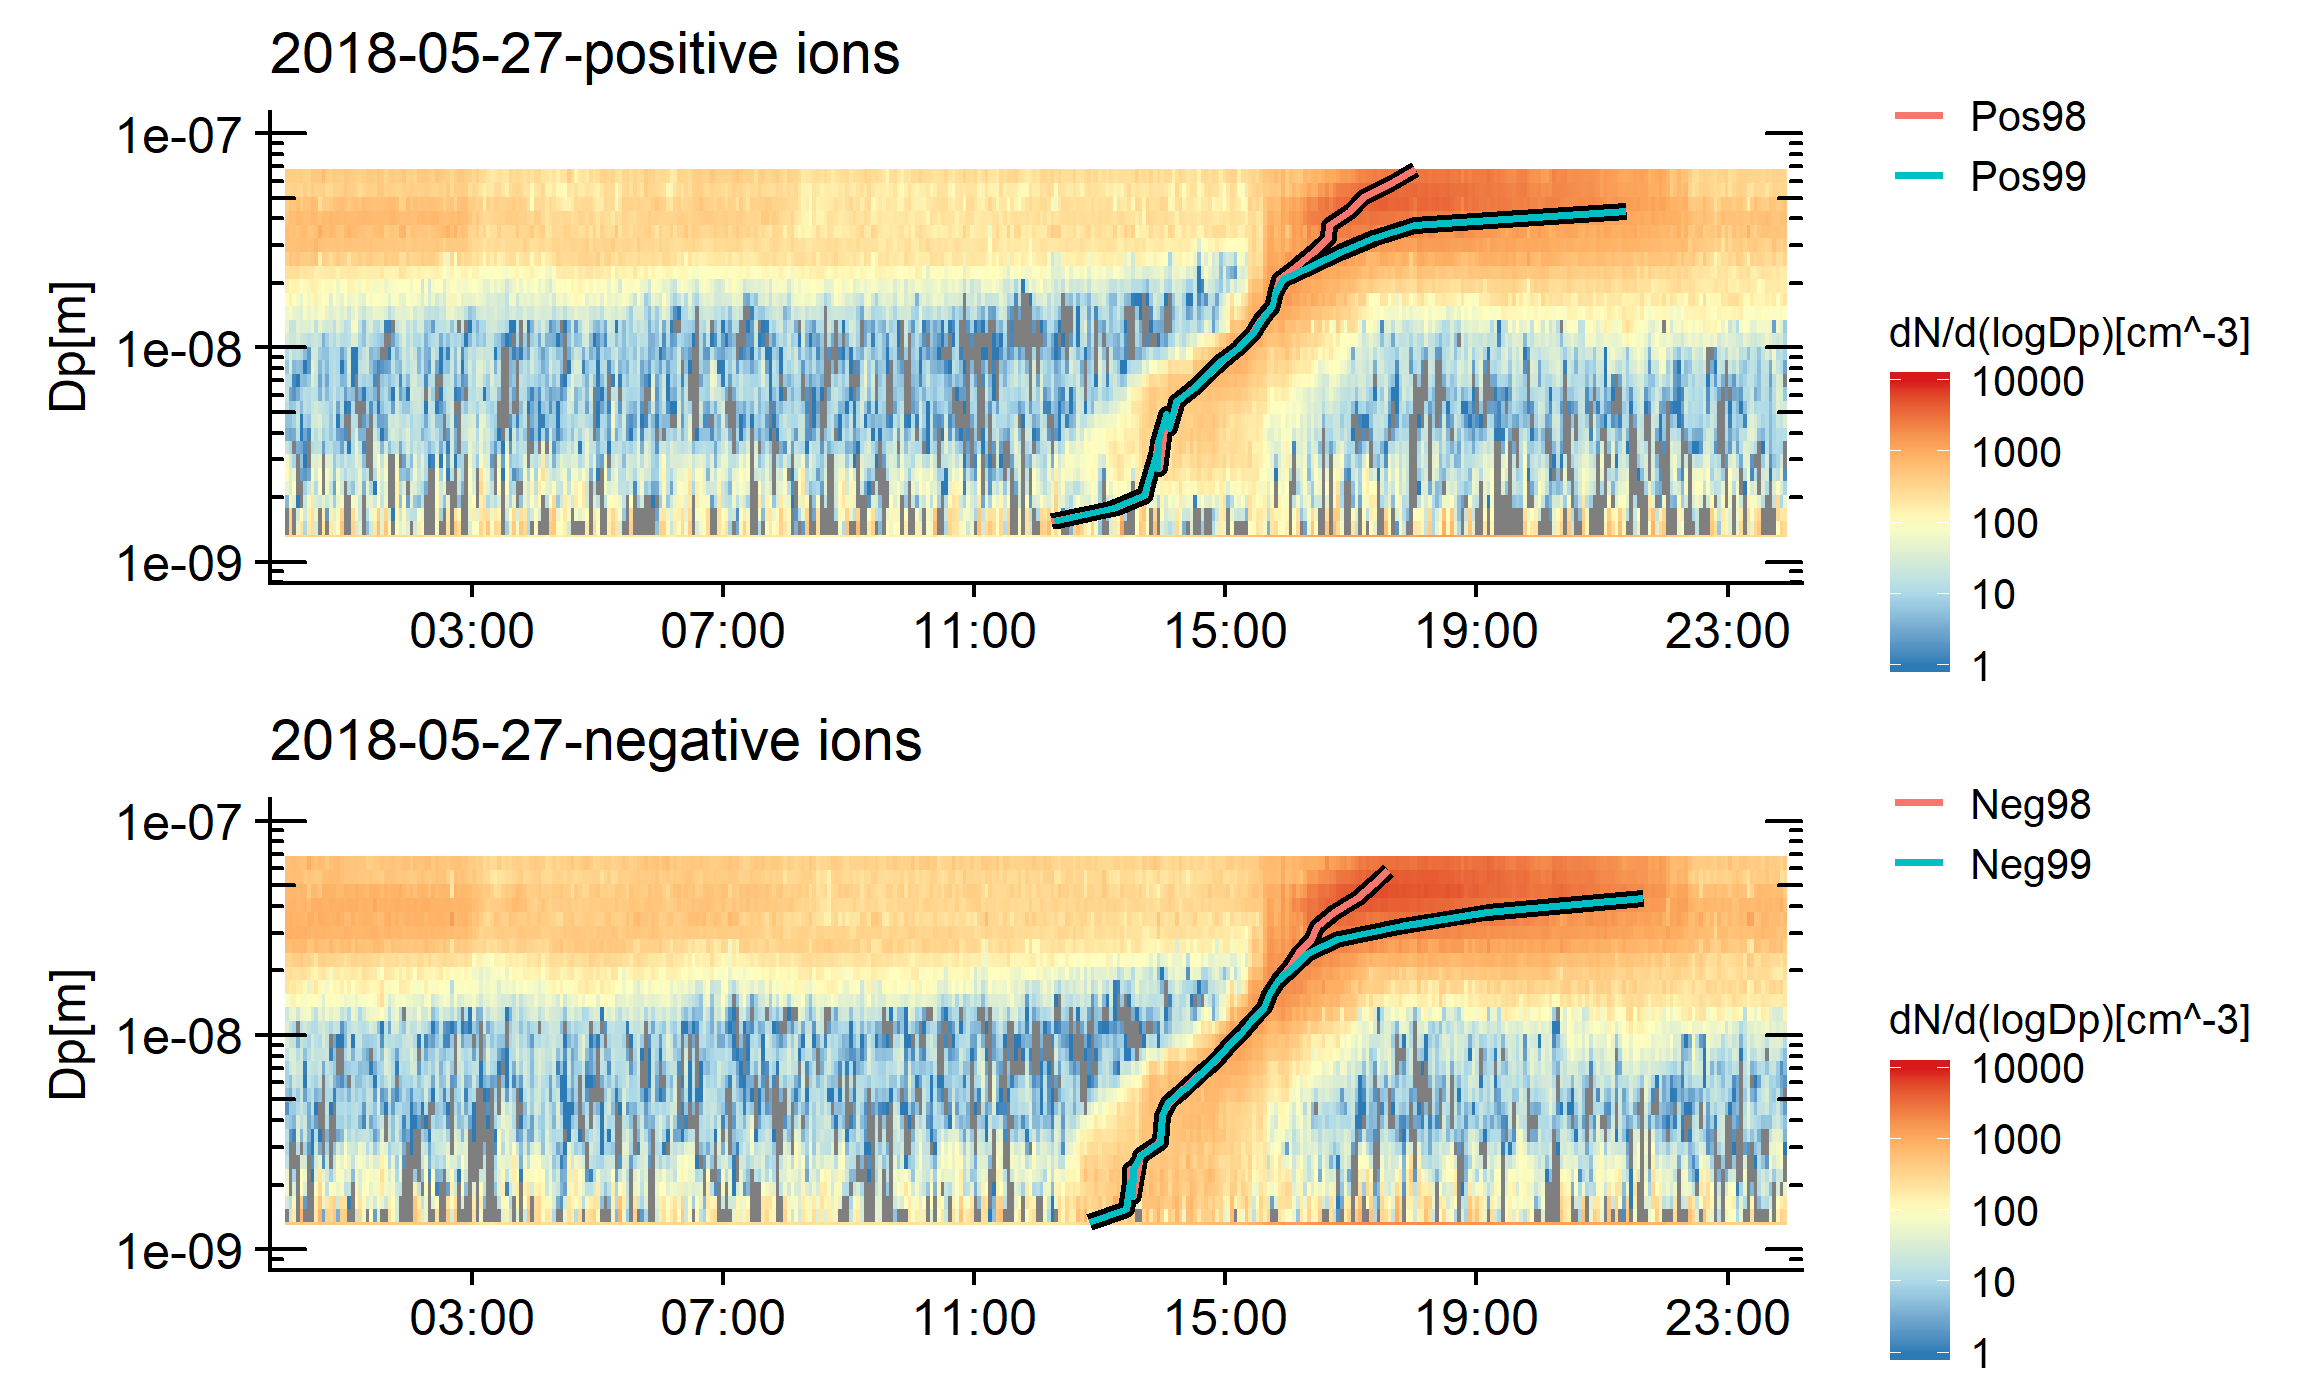 2018-05-27-positive ions
Dp[m]
1e-07
1e-08
1e-09
03:00 07:00 11:00 15:00 19:00 23:00
Pos98
Pos99
dN/d(logDp)[cm^-3]
10000
1000
100
10
1
2018-05-27-negative ions
Dp[m]
1e-07
1e-08
1e-09
03:00 07:00 11:00 15:00 19:00 23:00
Neg98
Neg99
dN/d(logDp)[cm^-3]
10000
1000
100
10
1